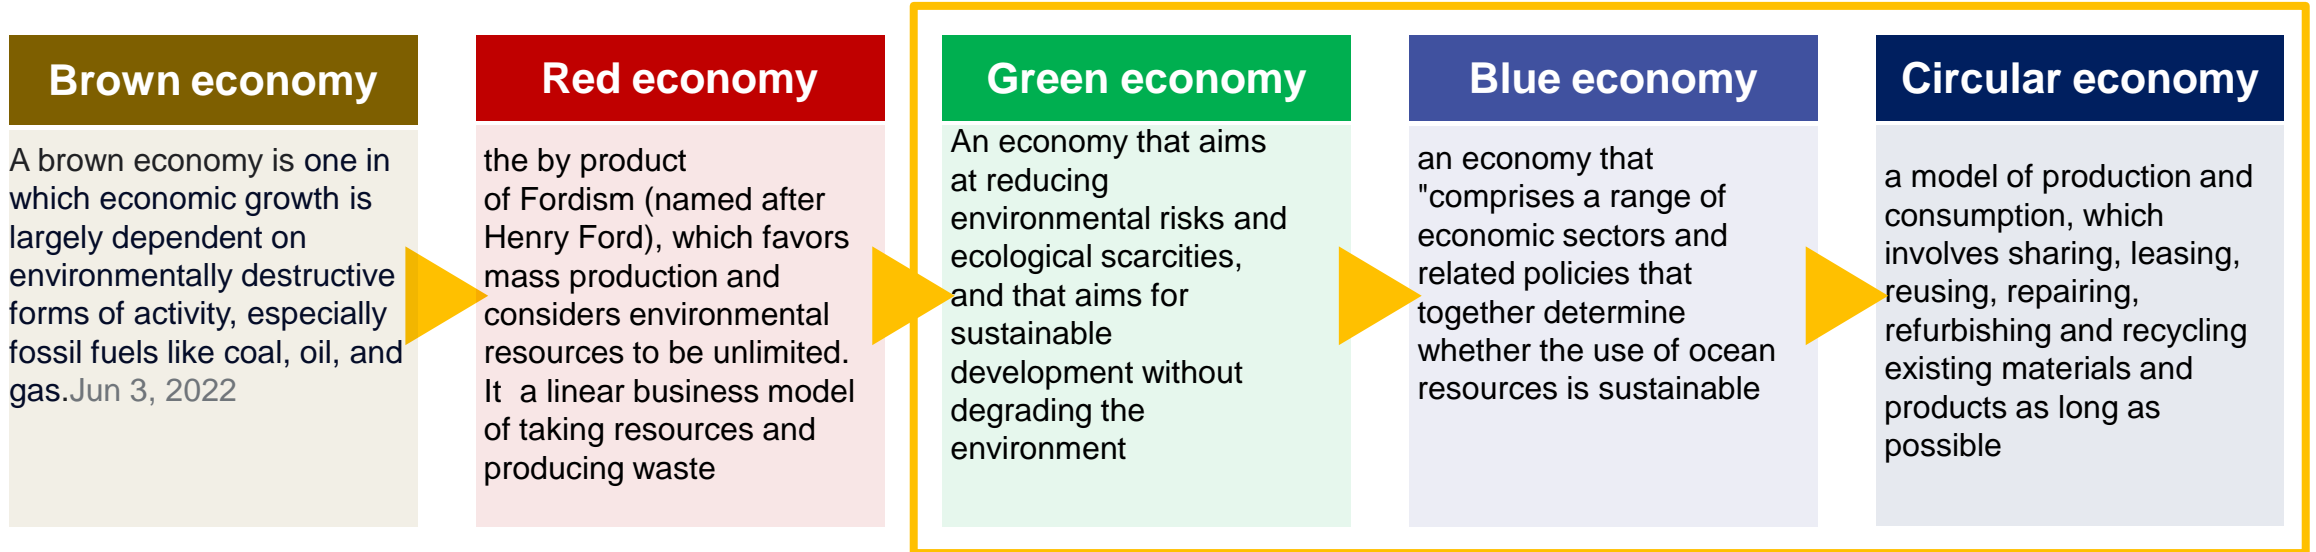 Brown economy
A brown economy is one in
which economic growth is
largely dependent on
environmentally destructive
forms of activity, especially
fossil fuels like coal, oil, and
gas.Jun 3, 2022
Red economy
the by product
of Fordism (named after
Henry Ford), which favors
mass production and
considers environmental
resources to be unlimited.
It  a linear business model
of taking resources and
producing waste
Green economy
An economy that aims
at reducing
environmental risks and
ecological scarcities,
and that aims for
sustainable
development without
degrading the
environment
Blue economy
an economy that
"comprises a range of
economic sectors and
related policies that
together determine
whether the use of ocean
resources is sustainable
Circular economy
a model of production and
consumption, which
involves sharing, leasing,
reusing, repairing,
refurbishing and recycling
existing materials and
products as long as
possible